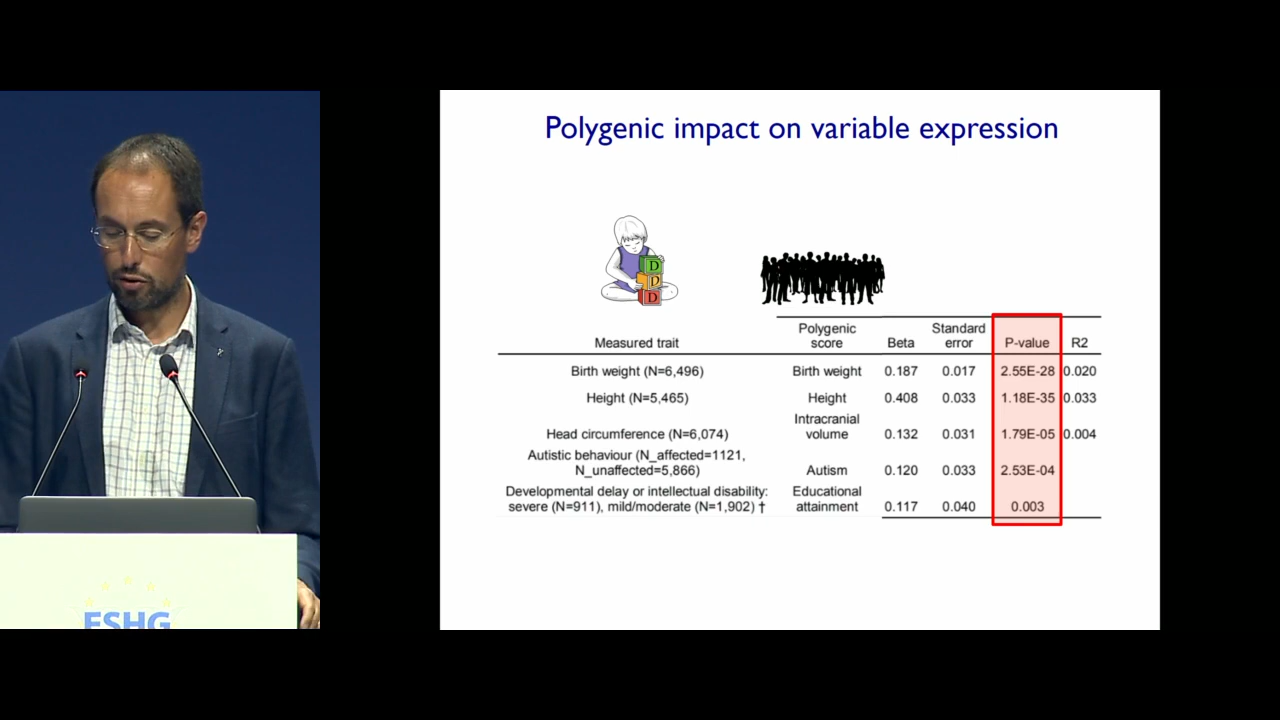 Polygenic impact on variable expression
D
D
D
Measured trait Polygenic score Beta Standard error P-value R2
Birth weight (N=6,496) Birth weight 0.187 0.017 2.55E-28 0.020
Height (N=5,465) Height 0.408 0.033 1.18E-35 0.033
Head circumference (N=6,074) Intracranial volume 0.132 0.031 1.79E-05 0.004
Autistic behaviour (N_affected=1121, N_unaffected=5,866) Autism 0.120 0.033 2.53E-04
Developmental delay or intellectual disability: severe (N=911), mild/moderate (N=1,902) † Educational attainment 0.117 0.040 0.003
ESHG